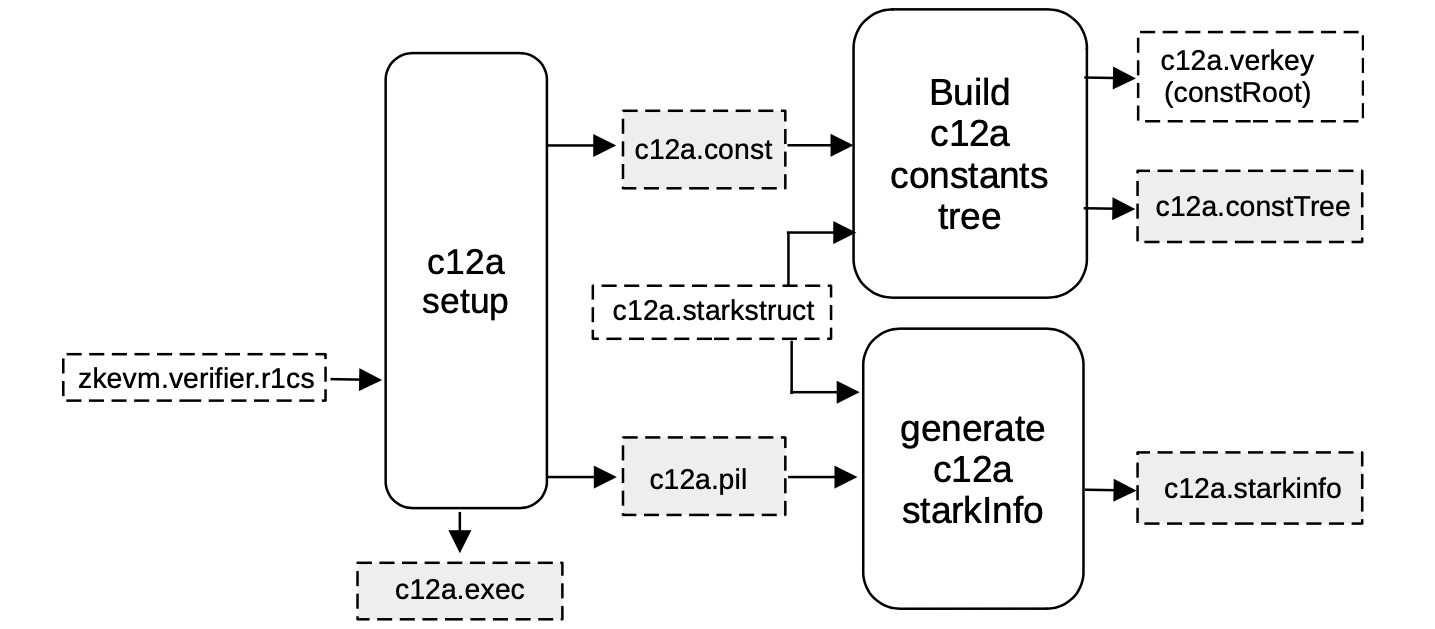 zkevm.verifier.r1cs
c12a
setup
c12a.exec
c12a.const
c12a.starkstruct
c12a.pil
Build
c12a
constants
tree
generate
c12a
starkInfo
c12a.verkey
(constRoot)
c12a.constTree
c12a.starkinfo